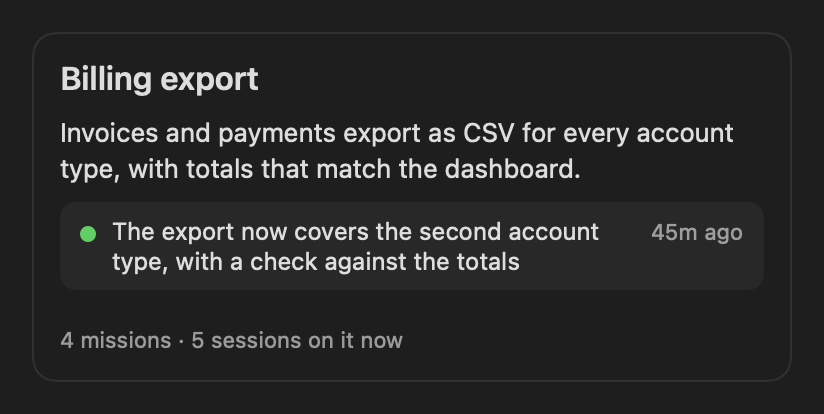 Billing export
Invoices and payments export as CSV for every account
type, with totals that match the dashboard.
The export now covers the second account 45m ago
type, with a check against the totals
4 missions · 5 sessions on it now